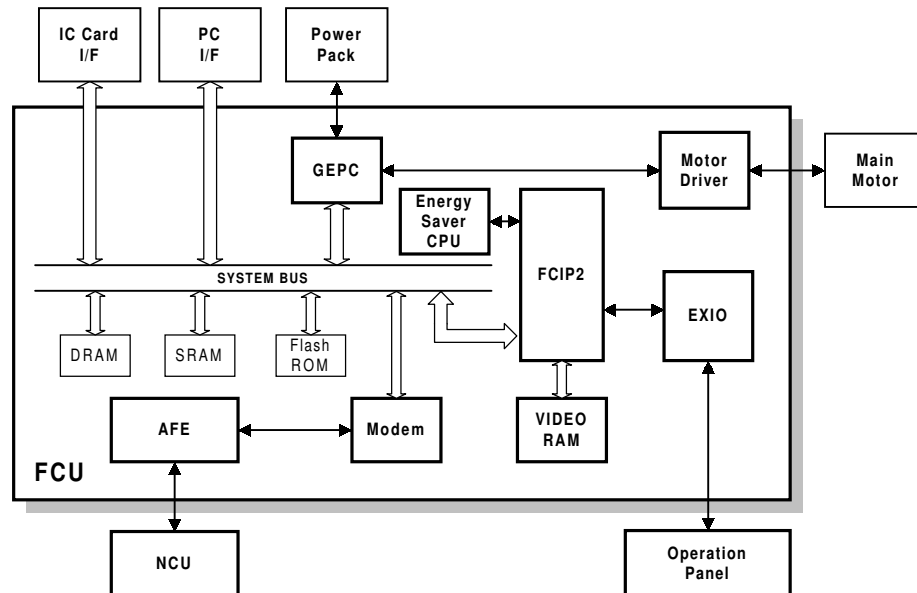 IC Card
I/F
PC
I/F
Power
Pack
GEPC
Motor
Driver
Main
Motor
Energy
Saver
CPU
FCIP2
SYSTEM BUS
EXIO
DRAM
SRAM
Flash
ROM
AFE
Modem
VIDEO
RAM
FCU
NCU
Operation
Panel